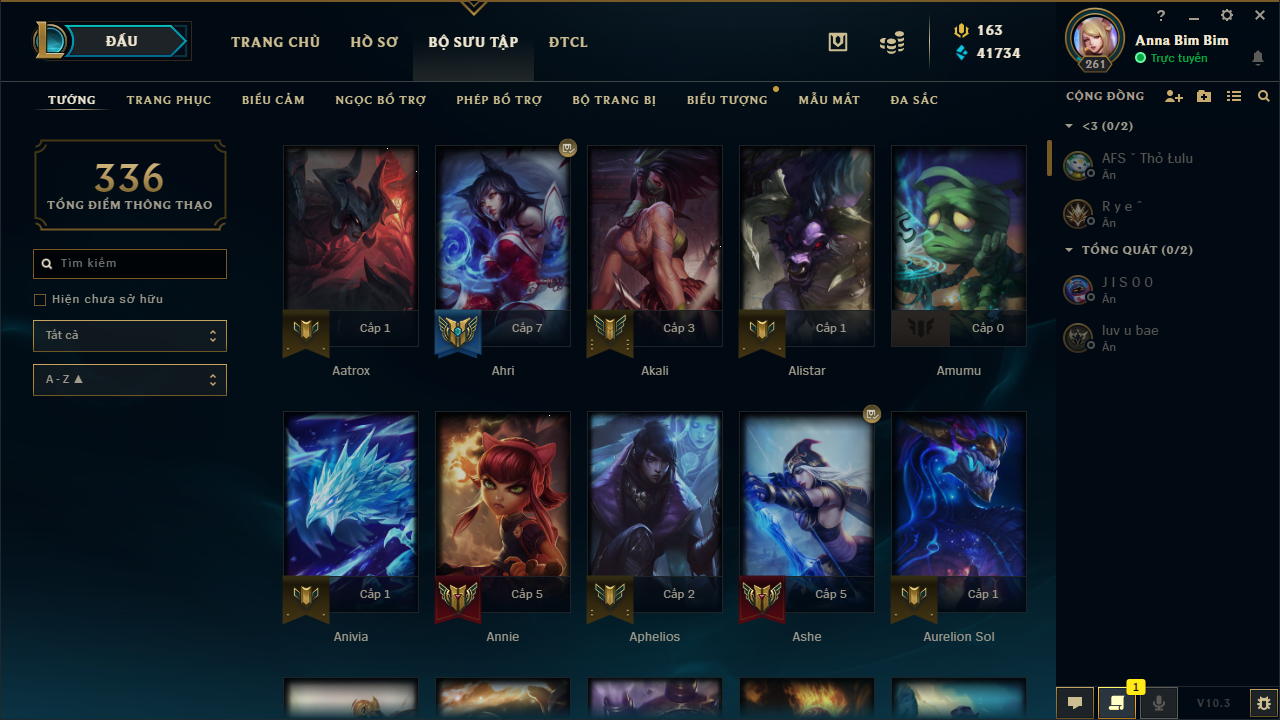 ĐẤU
TRANG CHỦ
HỒ SƠ
BỘ SƯU TẬP
ĐTCL
163
41734
?
Anna Bim Bim
Trực tuyến
261
TƯỚNG
TRANG PHỤC
BIỂU CẢM
NGỌC BỔ TRỢ
PHÉP BỔ TRỢ
BỘ TRANG BỊ
BIỂU TƯỢNG
MẪU MẮT
ĐA SẮC
CỘNG ĐỒNG
336
TỔNG ĐIỂM THÔNG THẠO
Tìm kiếm
Hiện chưa sở hữu
Tất cả
A - Z ▲
Cấp 1
Cấp 7
Cấp 3
Cấp 1
Cấp 0
Aatrox
Ahri
Akali
Alistar
Amumu
Cấp 1
Cấp 5
Cấp 2
Cấp 5
Cấp 1
Anivia
Annie
Aphelios
Ashe
Aurelion Sol
<3 (0/2)
AFS ˇ Thỏ Łulu
Ẩn
R y e ˆ
Ẩn
TỔNG QUÁT (0/2)
J I S O O
Ẩn
luv u bae
Ẩn
1
V10.3